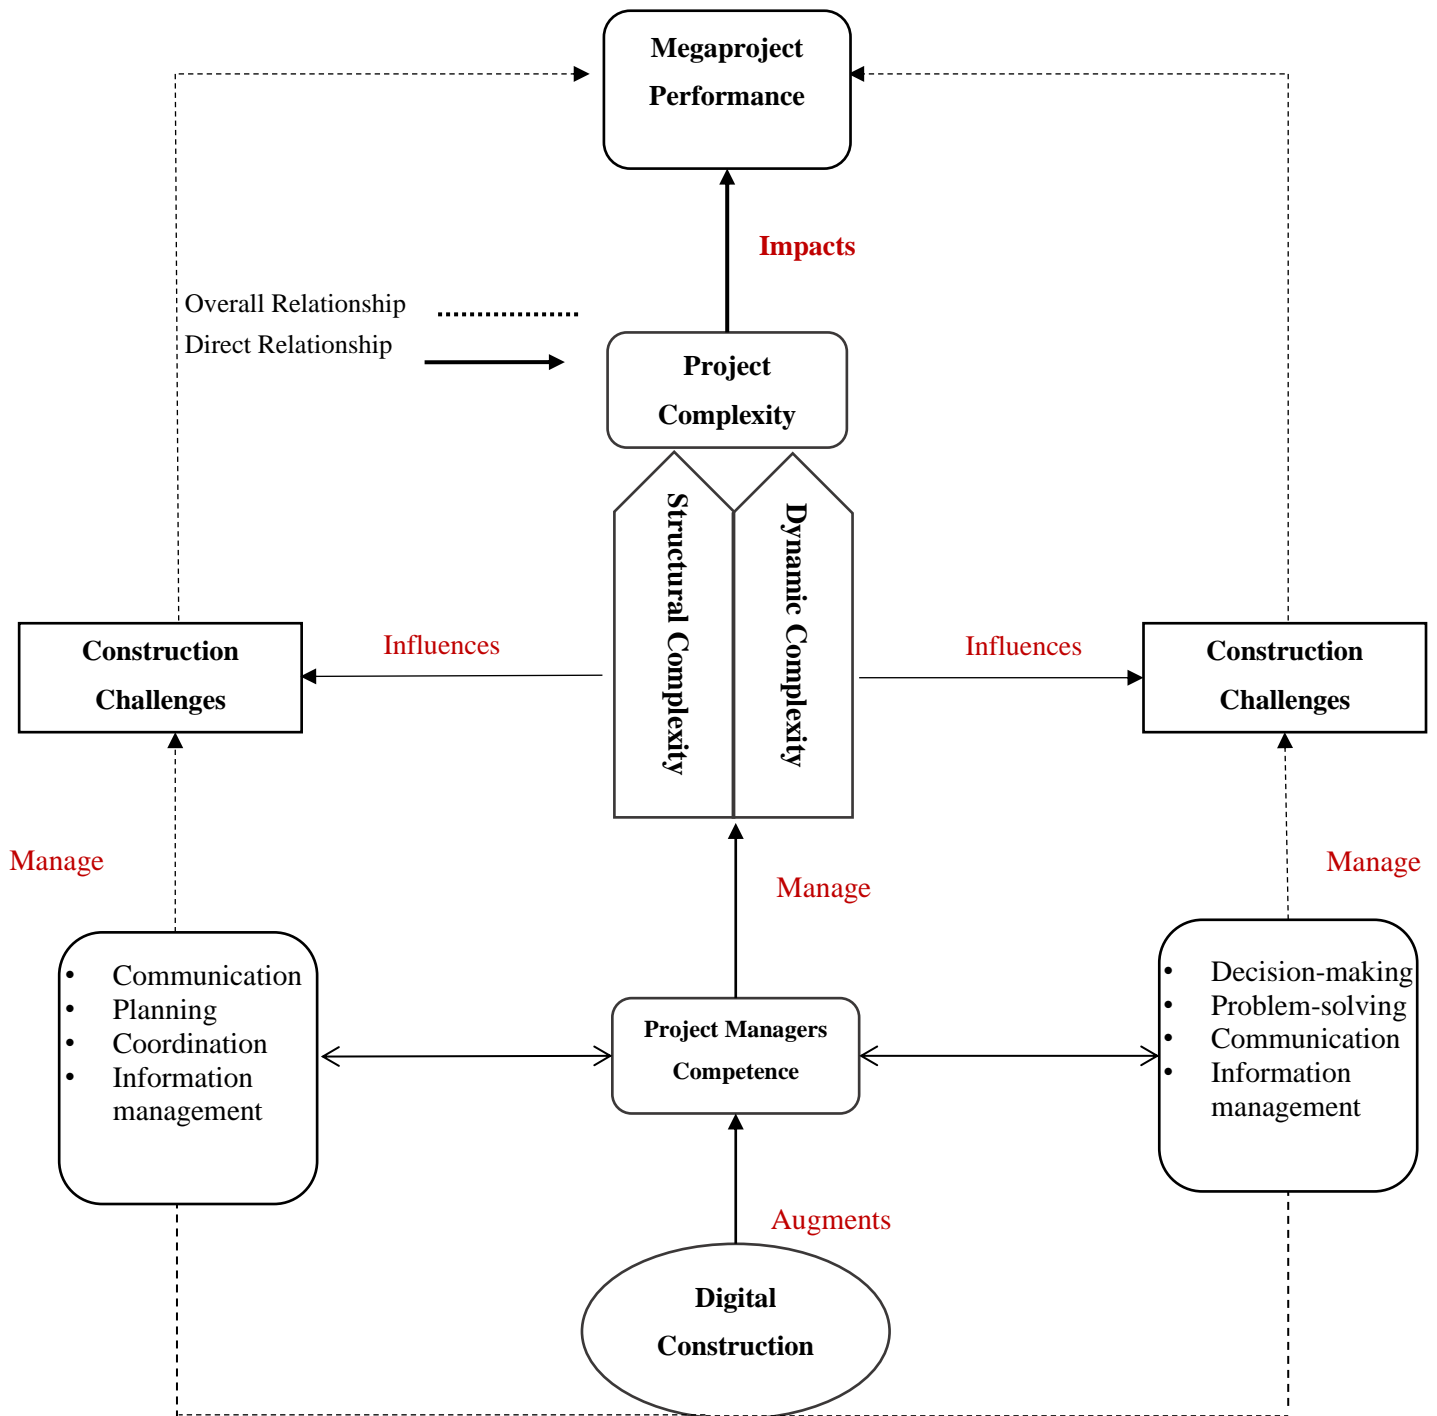 Megaproject
Performance
Impacts
Overall Relationship
Direct Relationship
Project
Complexity
Structural Complexity
Dynamic Complexity
Influences
Influences
Construction
Challenges
Construction
Challenges
Manage
Manage
Manage
• Communication
• Planning
• Coordination
• Information
management
Project Managers
Competence
• Decision-making
• Problem-solving
• Communication
• Information
management
Augments
Digital
Construction